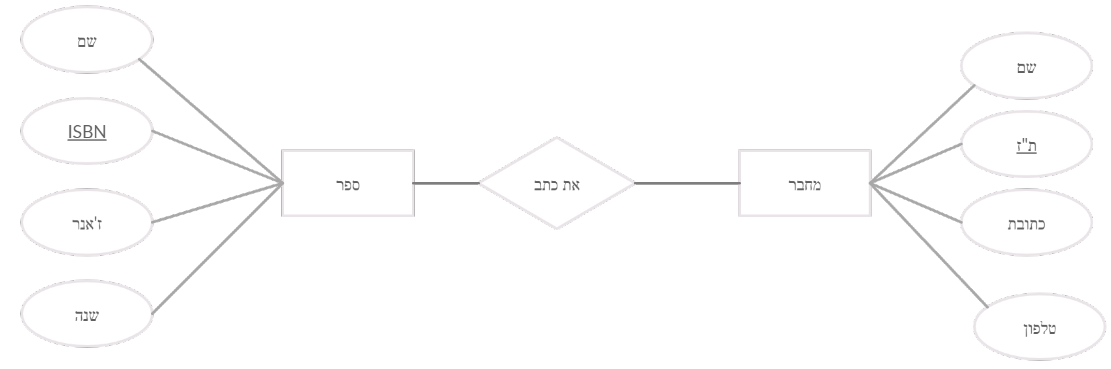 שם
ISBN
ז'אנר
שנה
ספר
את כתב
מחבר
שם
ת"ז
כתובת
טלפון